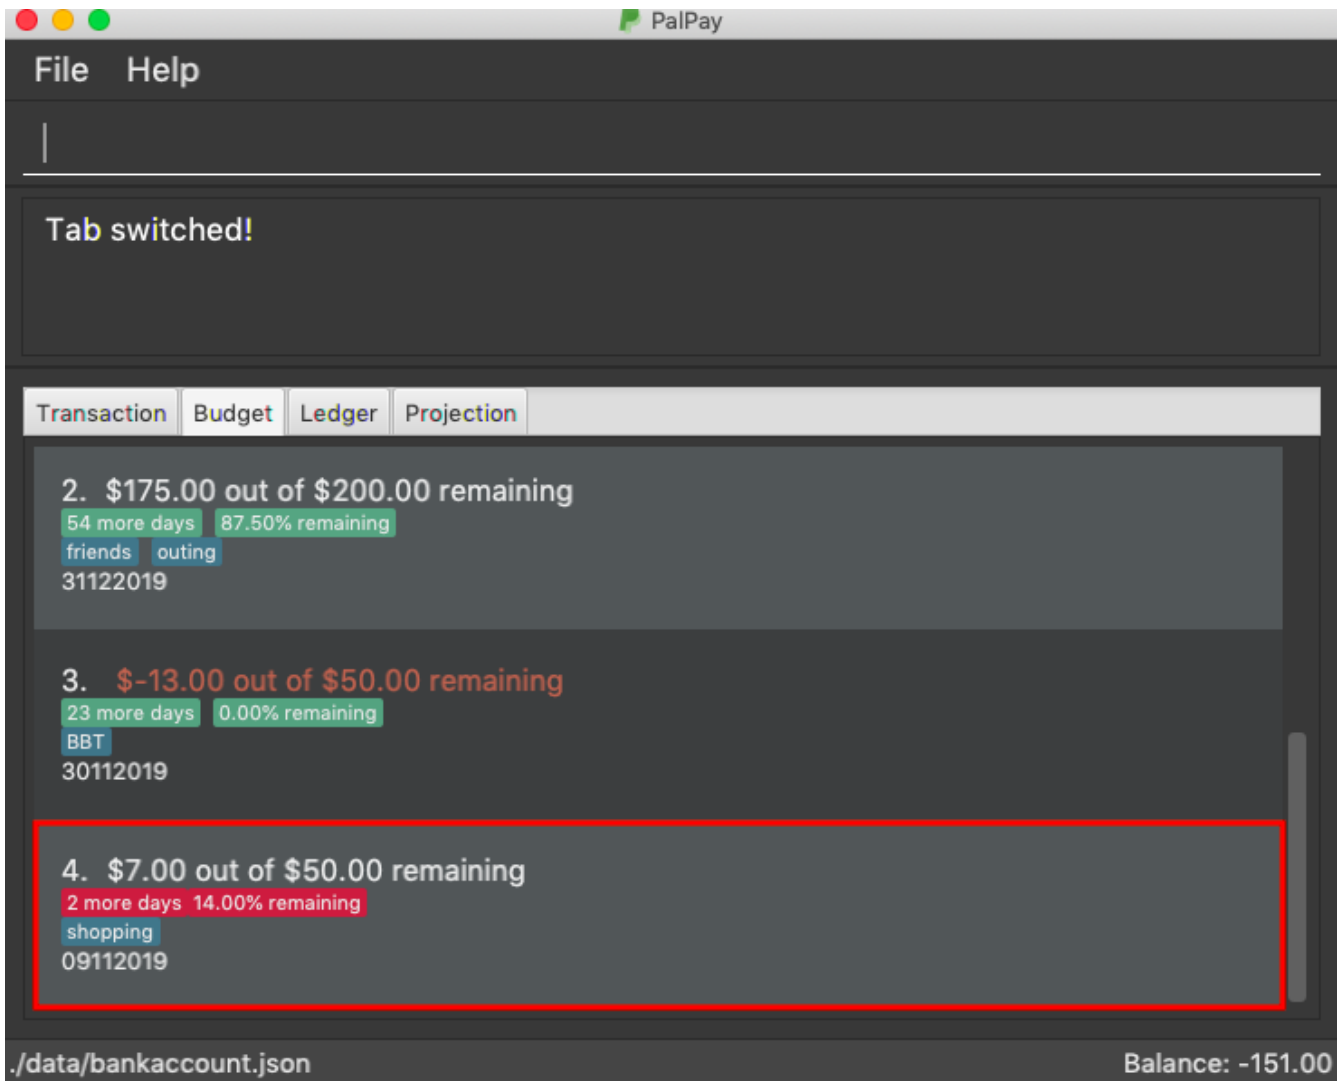 PalPay
File Help
Tab switched!
Transaction Budget Ledger Projection
2. $175.00 out of $200.00 remaining
54 more days 87.50% remaining
friends outing
31122019
3. $-13.00 out of $50.00 remaining
23 more days 0.00% remaining
BBT
30112019
4. $7.00 out of $50.00 remaining
2 more days 14.00% remaining
shopping
09112019
./data/bankaccount.json Balance: -151.00